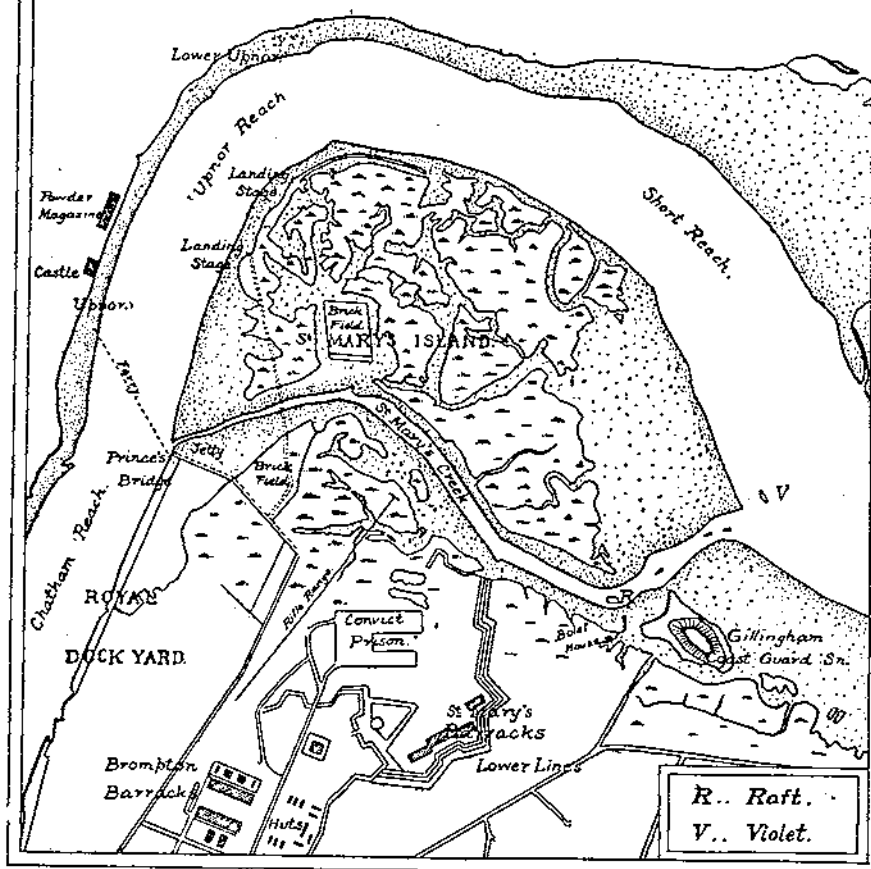 Lower Upnor.
Upnor Reach
Short Reach.
Landing
Stage.
Powder
Magazine
Landing
Stage.
Castle
Upnor.
Brick
Field.
St MARY'S ISLAND.
Ferry.
St Mary's Creek
Prince's
Bridge
Jetty
Brick
Field
V
Chatham Reach
ROYAL
DOCK YARD.
Rifle Range.
Convict
Prison.
R
Boat
House
Gillingham
Coast Guard Sn.
St Mary's
Barracks
Lower Lines
Brompton
Barracks
Huts
R.. Raft.
V.. Violet.